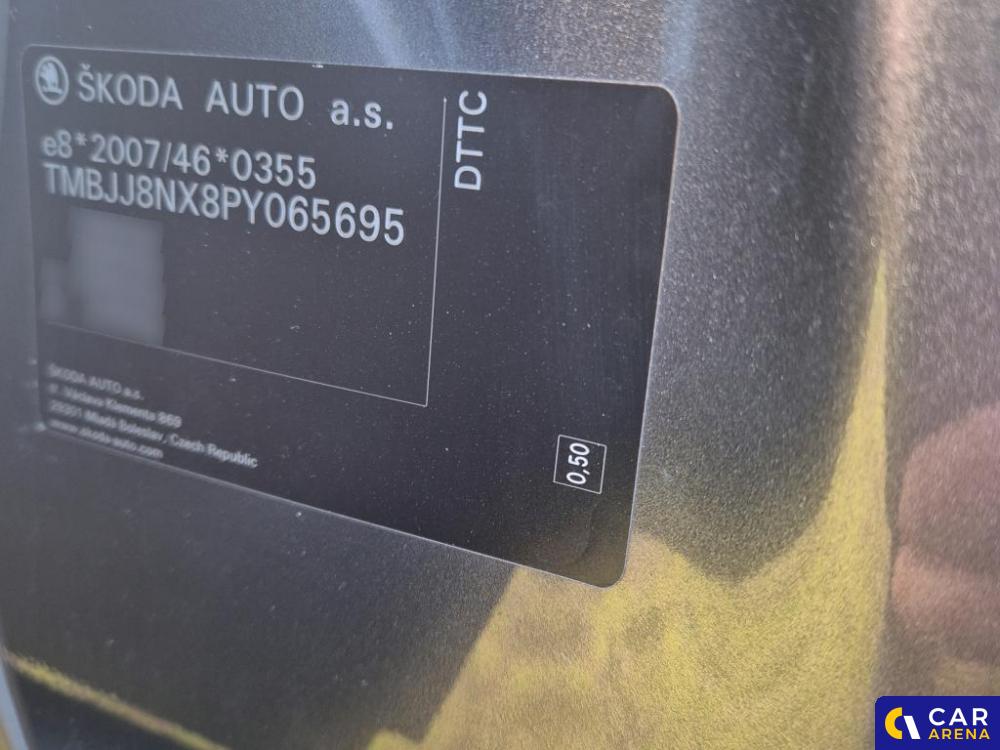 ŠKODA AUTO a.s.
e8*2007/46*0355
TMBJJ8NX8PY065695
DTTC
ŠKODA AUTO a.s.
tř. Václava Klementa 869
29301 Mladá Boleslav, Czech Republic
www.skoda-auto.com
0,50
CAR
ARENA